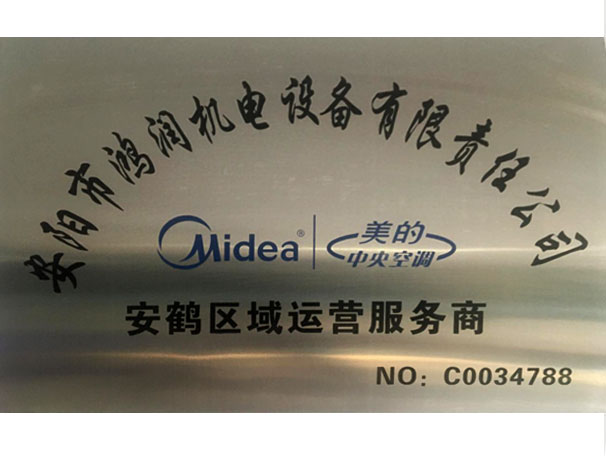 安阳市鸿润机电设备有限责任公司
Midea® 美的
中央空调
安鹤区域运营服务商
NO: C0034788